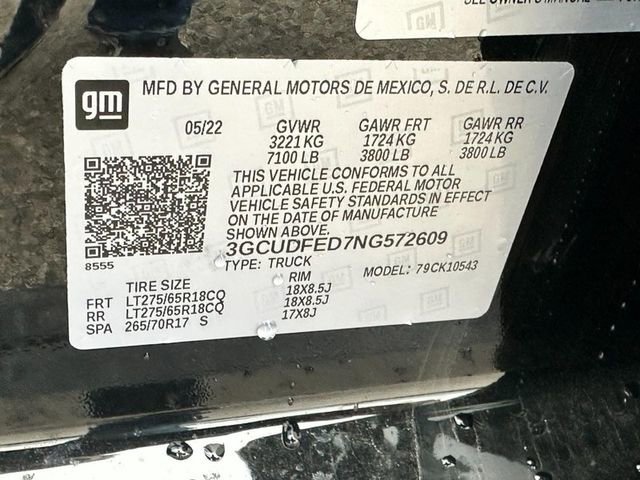 SEE OWNER'S MANUAL
gm
MFD BY GENERAL MOTORS DE MEXICO, S. DE R.L. DE C.V.
05/22 GVWR GAWR FRT GAWR RR
3221 KG 1724 KG 1724 KG
7100 LB 3800 LB 3800 LB
THIS VEHICLE CONFORMS TO ALL
APPLICABLE U.S. FEDERAL MOTOR
VEHICLE SAFETY STANDARDS IN EFFECT
ON THE DATE OF MANUFACTURE
SHOWN ABOVE.
3GCUDFED7NG572609
8555
TYPE: TRUCK MODEL: 79CK10543
TIRE SIZE RIM
FRT LT275/65R18CQ 18X8.5J
RR LT275/65R18CQ 18X8.5J
SPA 265/70R17 S 17X8J